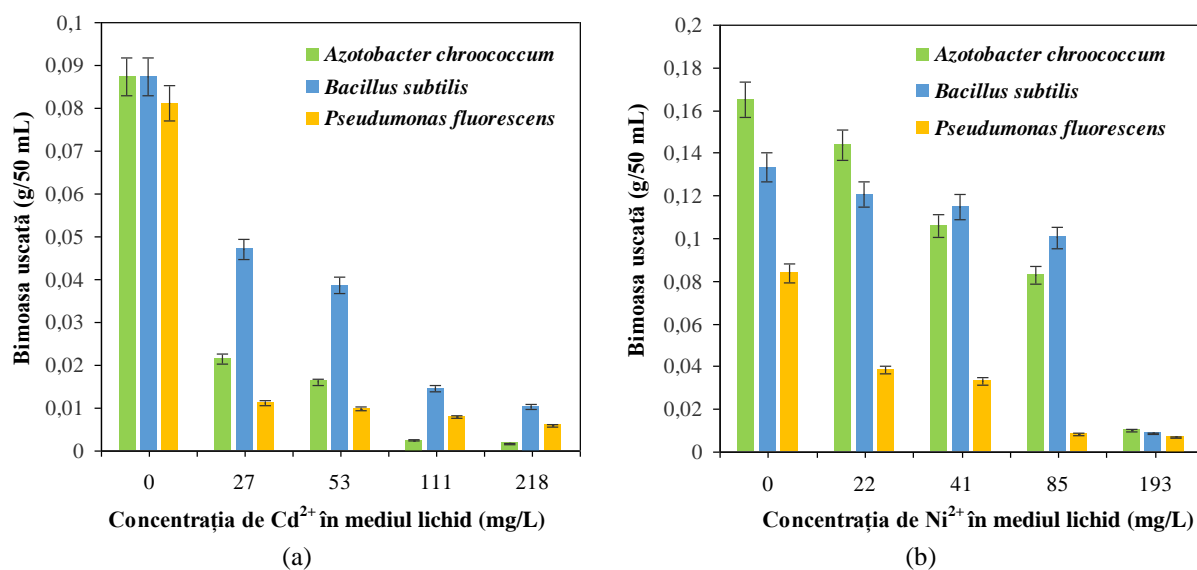 0,1
0,09
0,08
0,07
0,06
0,05
0,04
0,03
0,02
0,01
0
Bimoasa uscată (g/50 mL)
Azotobacter chroococcum
Bacillus subtilis
Pseudumonas fluorescens
0 27 53 111 218
Concentrația de Cd²⁺ în mediul lichid (mg/L)
(a)
0,2
0,18
0,16
0,14
0,12
0,1
0,08
0,06
0,04
0,02
0
Bimoasa uscată (g/50 mL)
Azotobacter chroococcum
Bacillus subtilis
Pseudumonas fluorescens
0 22 41 85 193
Concentrația de Ni²⁺ în mediul lichid (mg/L)
(b)